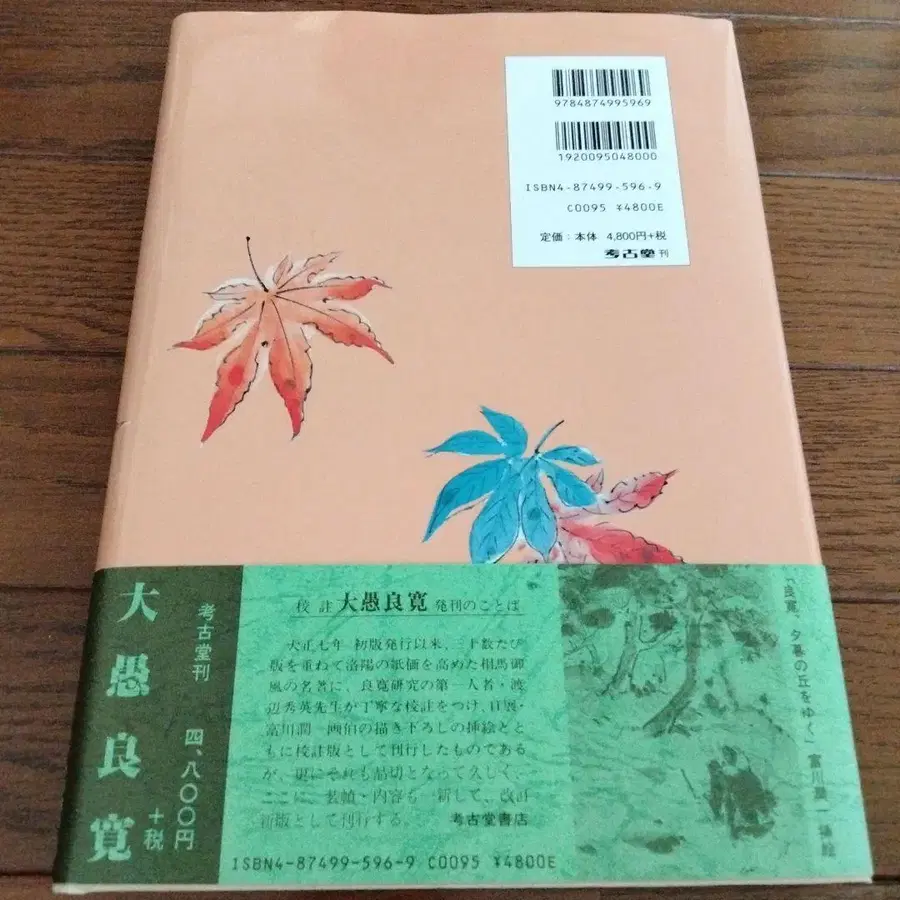 9784874995969
1920095048000
ISBN4-87499-596-9
C0095 ¥4800E
定価：本体 4,800円+税
考古堂 刊
大愚良寛
考古堂刊
四、八〇〇円
+税
校註 大愚良寛 発刊のことば
大正七年 初版発行以来、三十数たび
版を重ねて洛陽の紙価を高めた相馬御
風の名著に、良寛研究の第一人者・渡
辺秀英先生が丁寧な校註をつけ、日展・
富川潤一画伯の描き下ろしの挿絵とと
もに校註版として刊行したものである
が、更にそれも品切となって久しく、
ここに、装幀・内容も一新して、改訂
新版として刊行する。 考古堂書店
ISBN4-87499-596-9 C0095 ¥4800E
「良寛 夕暮の丘をゆく」富川潤一 挿絵